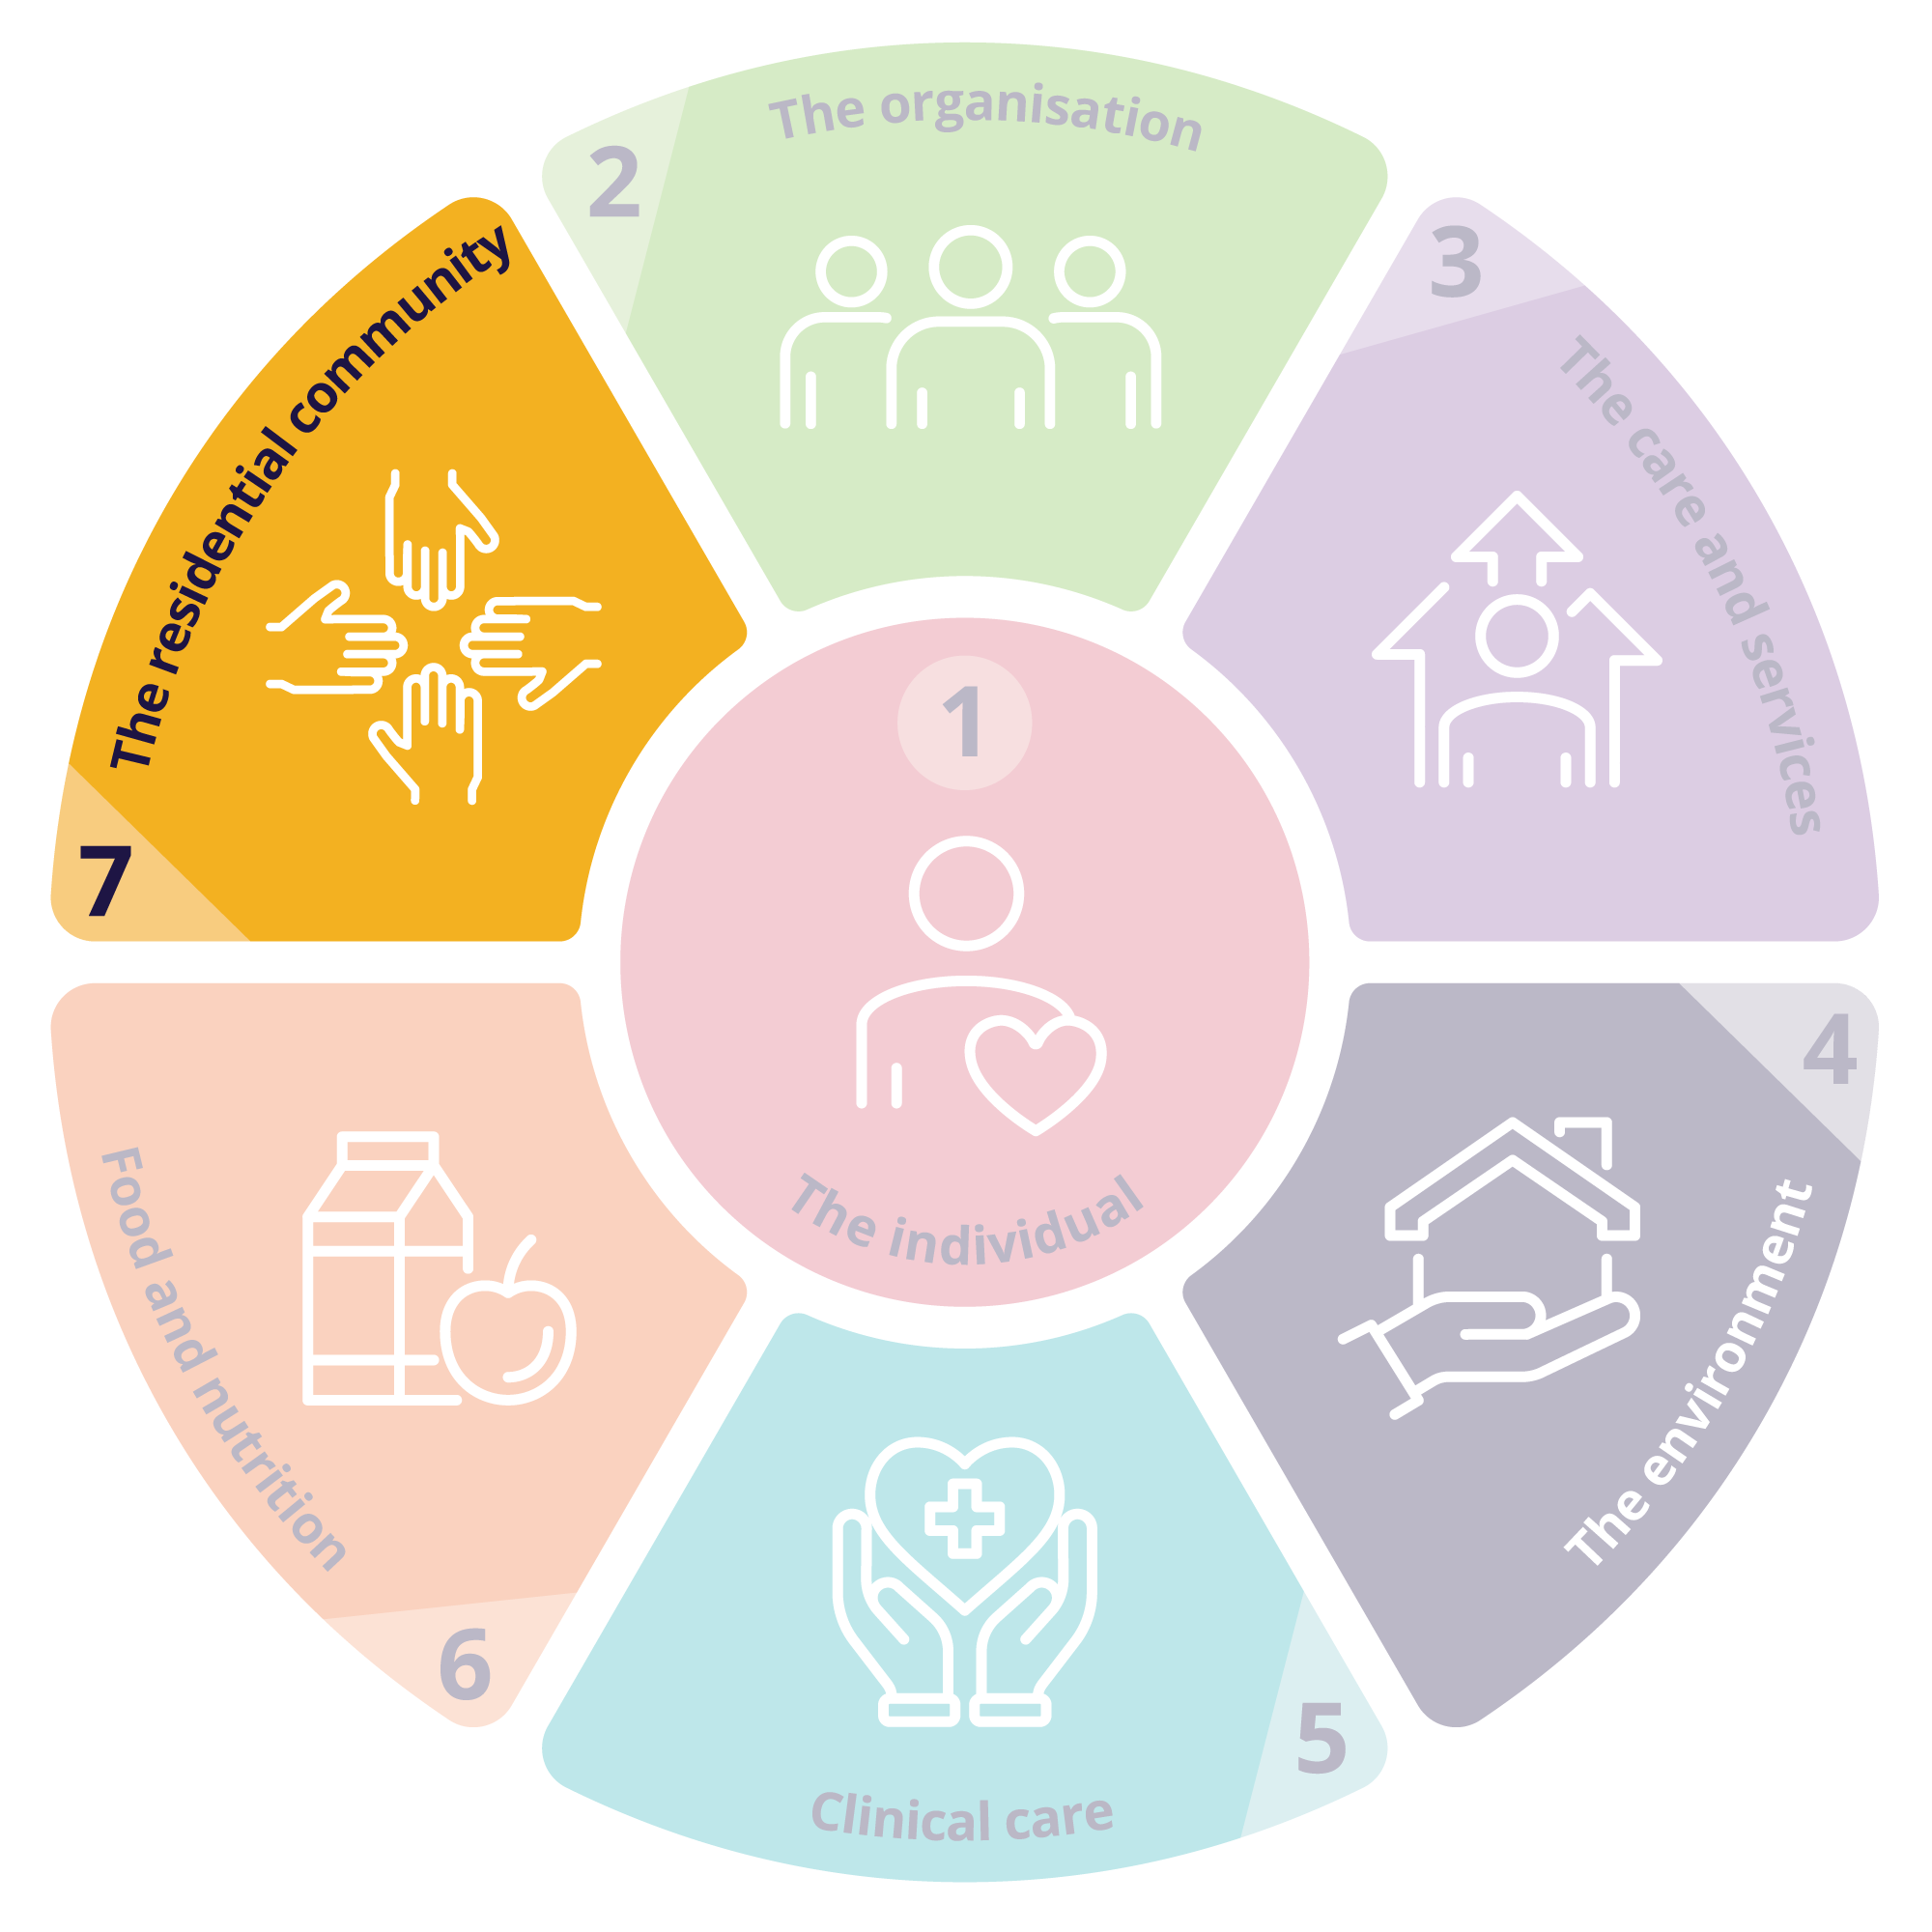 1
The individual
2
The organisation
3
The care and services
4
The environment
5
Clinical care
6
Food and nutrition
7
The residential community